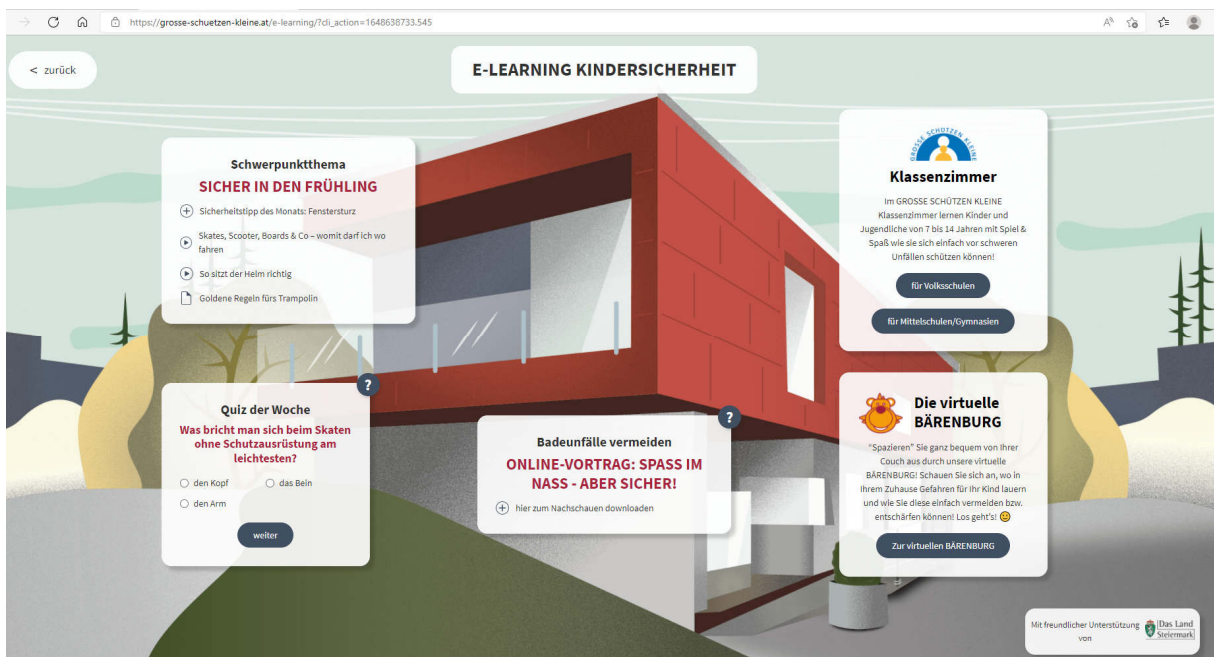 https://grosse-schuetzen-kleine.at/e-learning/?cli_action=1648638733.545
< zurück
E-LEARNING KINDERSICHERHEIT
Schwerpunktthema
SICHER IN DEN FRÜHLING
Sicherheitstipp des Monats: Fenstersturz
Skates, Scooter, Boards & Co – womit darf ich wo
fahren
So sitzt der Helm richtig
Goldene Regeln fürs Trampolin
?
Quiz der Woche
Was bricht man sich beim Skaten
ohne Schutzausrüstung am
leichtesten?
den Kopf
das Bein
den Arm
weiter
?
Badeunfälle vermeiden
ONLINE-VORTRAG: SPASS IM
NASS - ABER SICHER!
hier zum Nachschauen downloaden
GROSSE SCHÜTZEN KLEINE
Klassenzimmer
Im GROSSE SCHÜTZEN KLEINE
Klassenzimmer lernen Kinder und
Jugendliche von 7 bis 14 Jahren mit Spiel &
Spaß wie sie sich einfach vor schweren
Unfällen schützen können!
für Volksschulen
für Mittelschulen/Gymnasien
Die virtuelle
BÄRENBURG
"Spazieren" Sie ganz bequem von Ihrer
Couch aus durch unsere virtuelle
BÄRENBURG! Schauen Sie sich an, wo in
Ihrem Zuhause Gefahren für Ihr Kind lauern
und wie Sie diese einfach vermeiden bzw.
entschärfen können! Los geht's! 🙂
Zur virtuellen BÄRENBURG
Mit freundlicher Unterstützung
von
Das Land
Steiermark